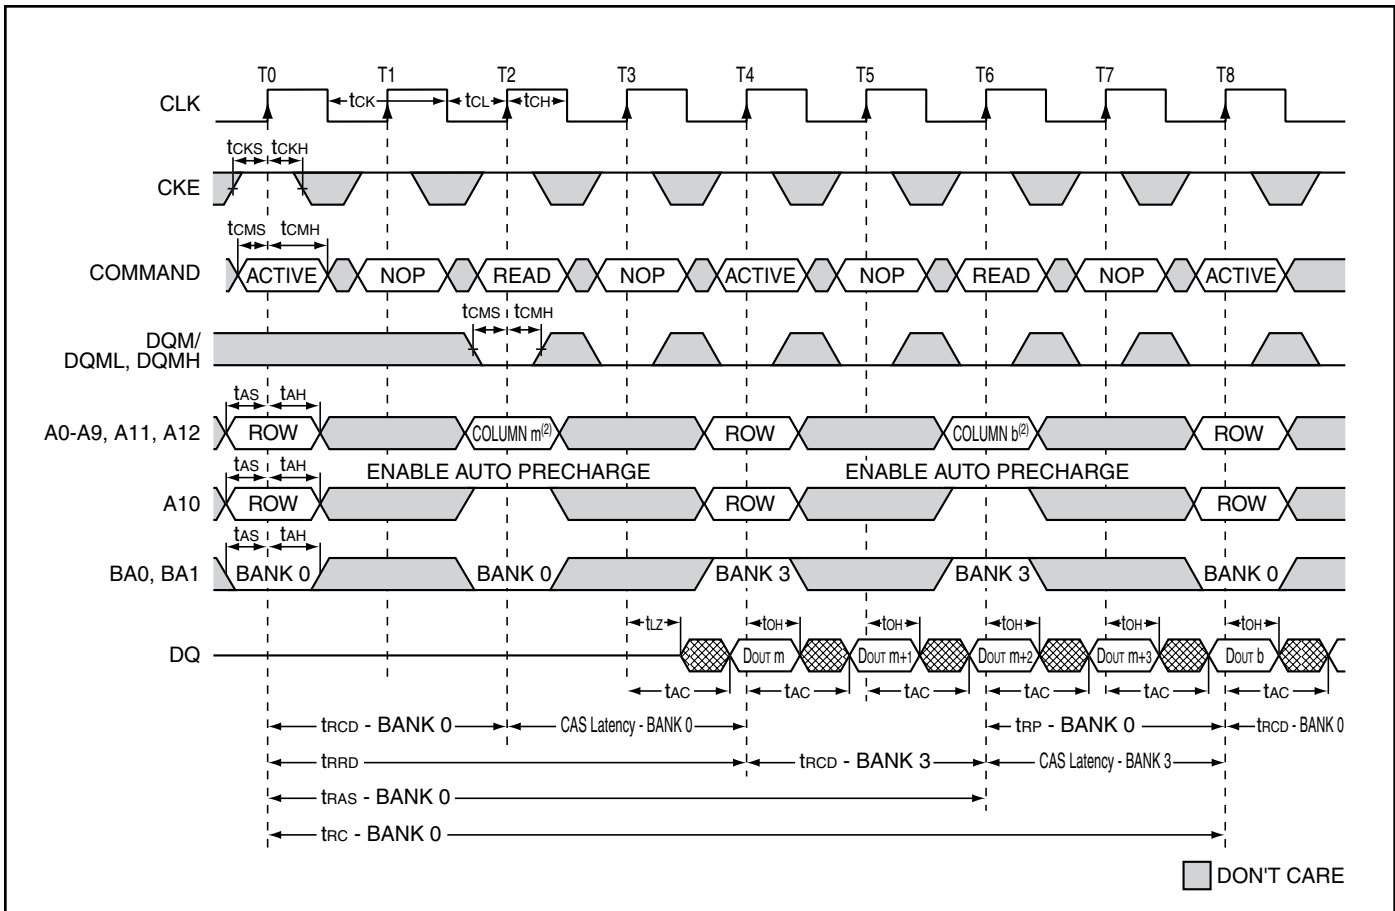 T0 T1 T2 T3 T4 T5 T6 T7 T8
CLK tCK tCL tCH
tCKS tCKH
CKE
tCMS tCMH
COMMAND ACTIVE NOP READ NOP ACTIVE NOP READ NOP ACTIVE
tCMS tCMH
DQM/
DQML, DQMH
tAS tAH
A0-A9, A11, A12 ROW COLUMN m(2) ROW COLUMN b(2) ROW
tAS tAH ENABLE AUTO PRECHARGE ENABLE AUTO PRECHARGE
A10 ROW ROW ROW
tAS tAH
BA0, BA1 BANK 0 BANK 0 BANK 3 BANK 3 BANK 0
tLZ tOH tOH tOH tOH tOH
DQ DOUT m DOUT m+1 DOUT m+2 DOUT m+3 DOUT b
tAC tAC tAC tAC tAC tAC
tRCD - BANK 0 CAS Latency - BANK 0 tRP - BANK 0 tRCD - BANK 0
tRRD tRCD - BANK 3 CAS Latency - BANK 3
tRAS - BANK 0
tRC - BANK 0
DON'T CARE